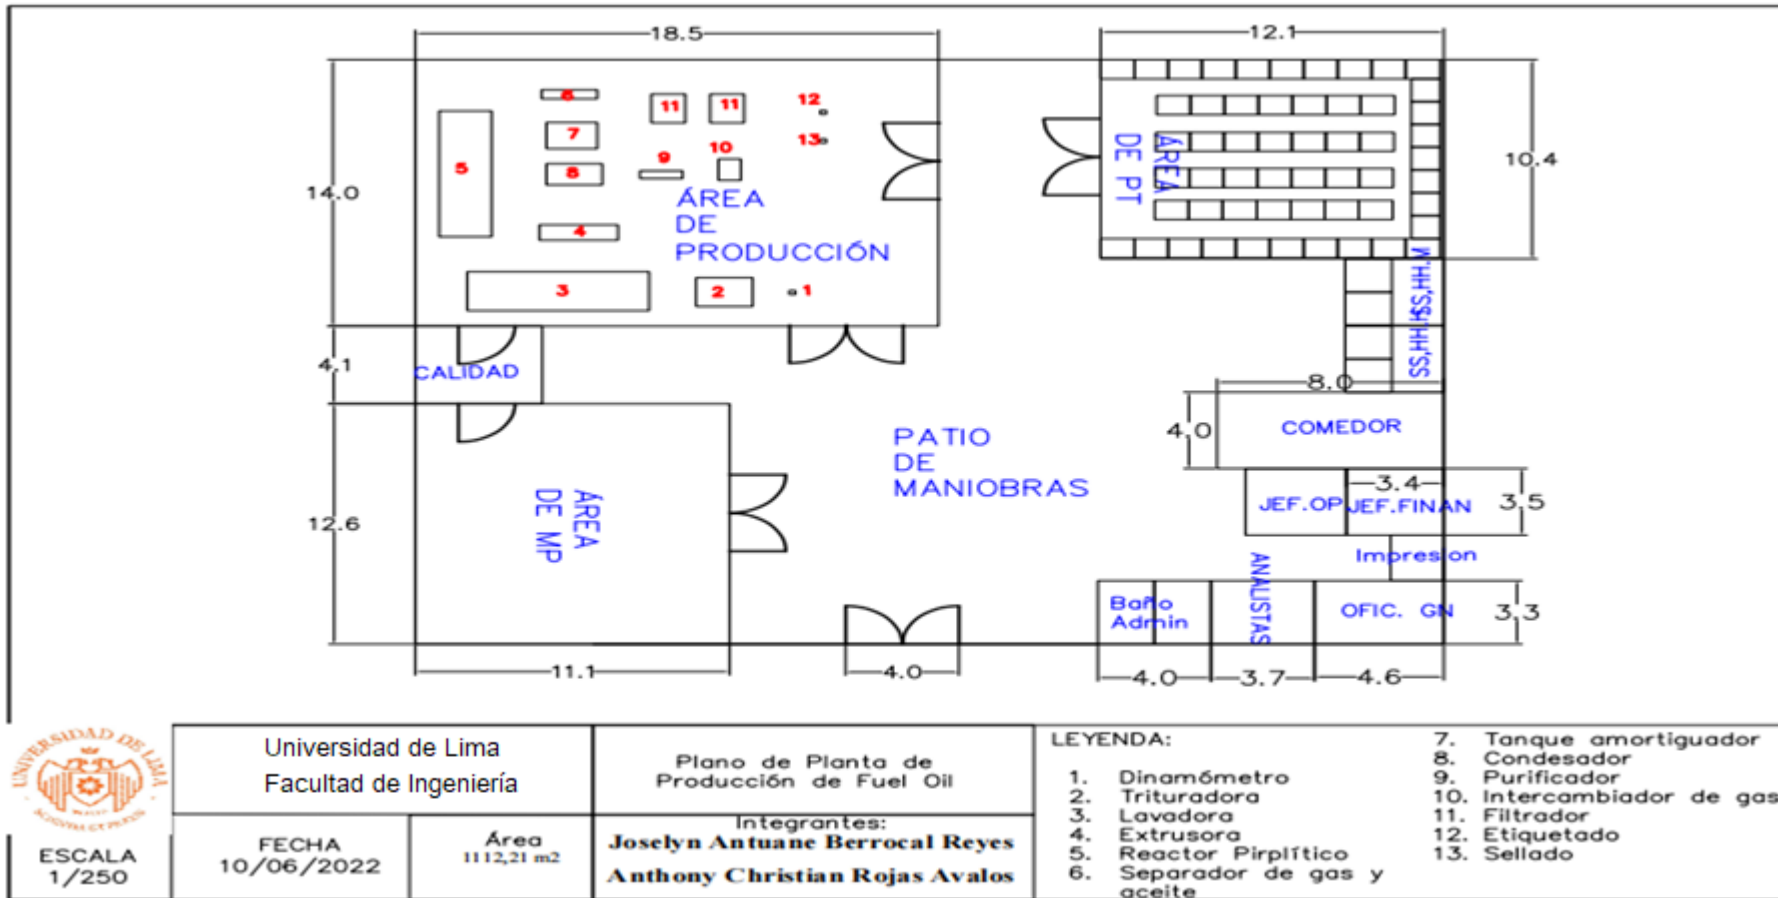 18.5
12.1
6
11
11
12
7
13
5
10
9
8
ÁREA
DE PT
10.4
14.0
ÁREA
DE
PRODUCCIÓN
4
3
2
1
SS,HH,M
SS,HH,H
4.1
CALIDAD
8.0
4.0
COMEDOR
PATIO
DE
MANIOBRAS
12.6
ÁREA
DE MP
3.4
JEF.OP
JEF.FINAN
3.5
Impresion
ANALISTAS
Baño
Admin
OFIC. GN
3.3
11.1
4.0
4.0
3.7
4.6
UNIVERSIDAD DE LIMA
ESCALA
1/250
Universidad de Lima
Facultad de Ingeniería
FECHA
10/06/2022
Área
1112,21 m2
Plano de Planta de
Producción de Fuel Oil
Integrantes:
Joselyn Antuane Berrocal Reyes
Anthony Christian Rojas Avalos
LEYENDA:
1. Dinamómetro
2. Trituradora
3. Lavadora
4. Extrusora
5. Reactor Pirplítico
6. Separador de gas y
aceite
7. Tanque amortiguador
8. Condesador
9. Purificador
10. Intercambiador de gas
11. Filtrador
12. Etiquetado
13. Sellado